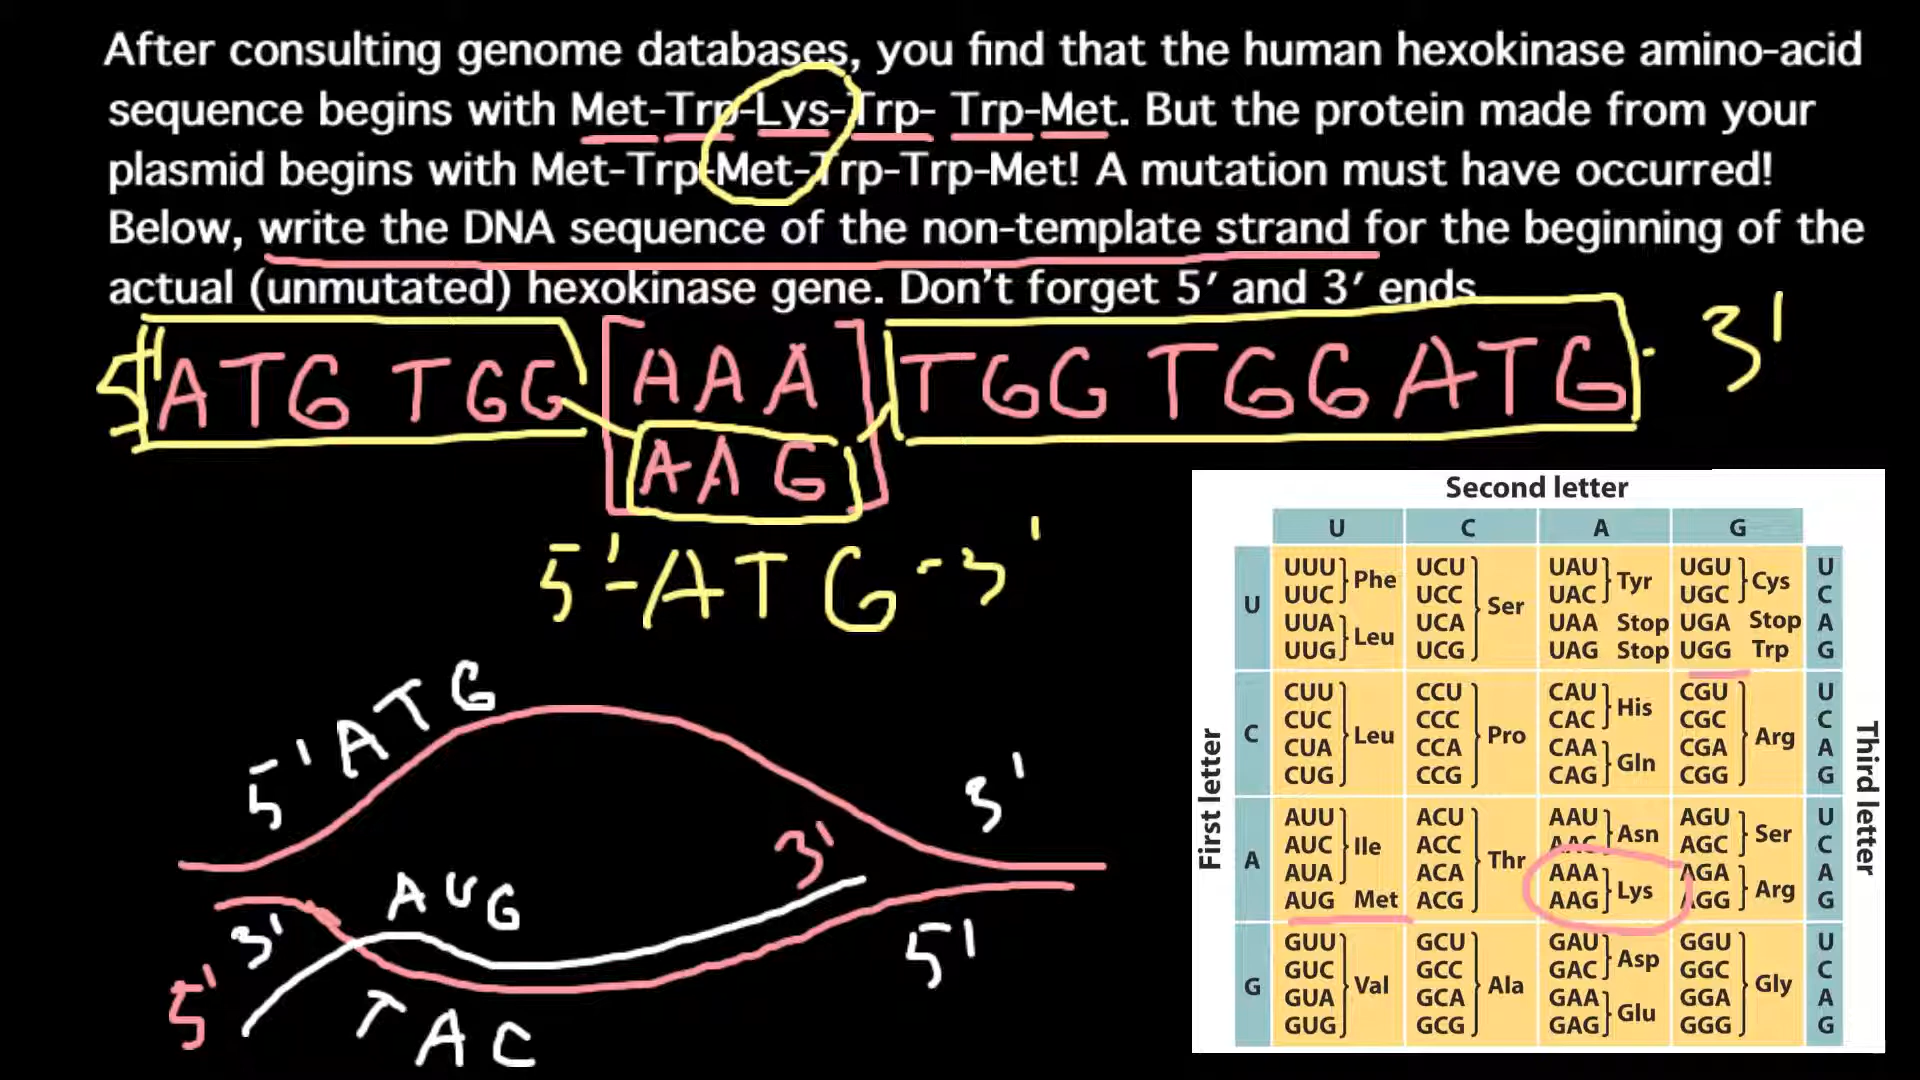 After consulting genome databases, you find that the human hexokinase amino-acid
sequence begins with Met-Trp-Lys-Trp- Trp-Met. But the protein made from your
plasmid begins with Met-Trp-Met-Trp-Trp-Met! A mutation must have occurred!
Below, write the DNA sequence of the non-template strand for the beginning of the
actual (unmutated) hexokinase gene. Don't forget 5′ and 3′ ends
5' ATG TGG [AAA] TGG TGG ATG - 3'
AAG
5'-ATG-3'
5' ATG
3'
3'
AUG
3'
5'
5'
TAC
Second letter
U C A G
U
UUU Phe UCU Ser UAU Tyr UGU Cys U
UUC UCC UAC UGC C
UUA Leu UCA UAA Stop UGA Stop A
UUG UCG UAG Stop UGG Trp G
C
CUU Leu CCU Pro CAU His CGU Arg U
CUC CCC CAC CGC C
CUA CCA CAA Gln CGA A
CUG CCG CAG CGG G
A
AUU Ile ACU Thr AAU Asn AGU Ser U
AUC ACC AAC AGC C
AUA ACA AAA Lys AGA Arg A
AUG Met ACG AAG AGG G
G
GUU Val GCU Ala GAU Asp GGU Gly U
GUC GCC GAC GGC C
GUA GCA GAA Glu GGA A
GUG GCG GAG GGG G
First letter
Third letter